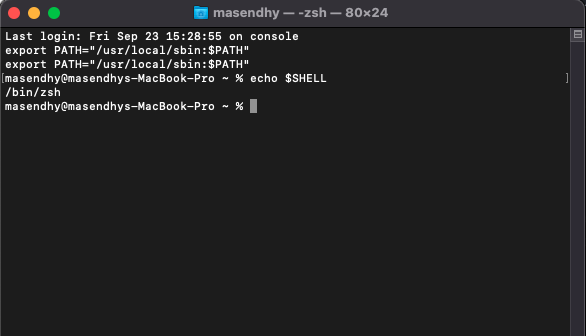 masendhy — -zsh — 80×24
Last login: Fri Sep 23 15:28:55 on console
export PATH="/usr/local/sbin:$PATH"
export PATH="/usr/local/sbin:$PATH"
[masendhy@masendhys-MacBook-Pro ~ % echo $SHELL ]
/bin/zsh
masendhy@masendhys-MacBook-Pro ~ %